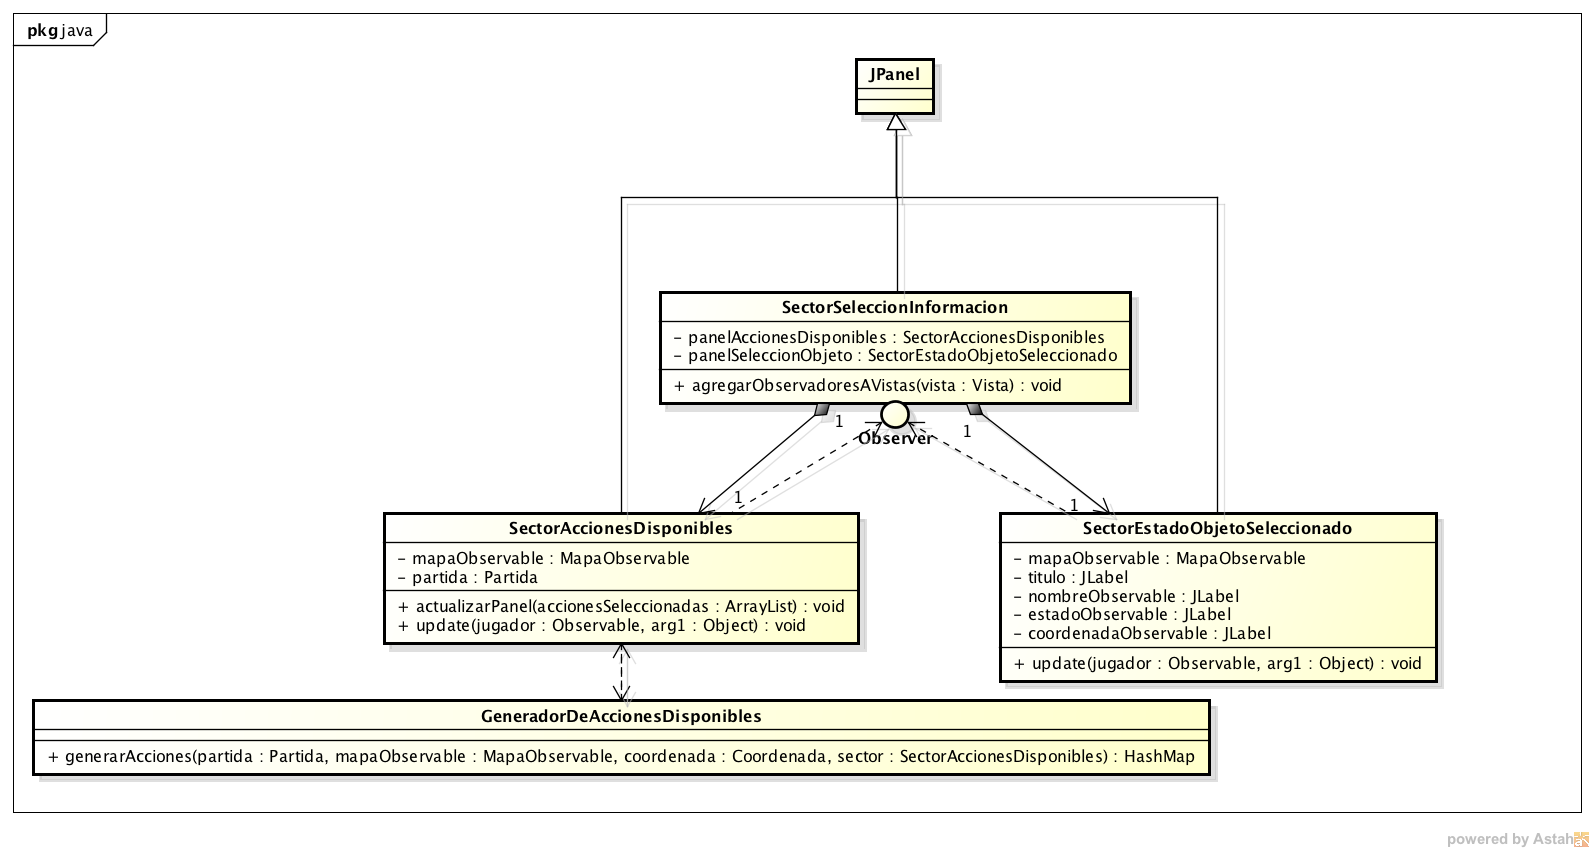 pkg java
JPanel
SectorSeleccionInformacion
- panelAccionesDisponibles : SectorAccionesDisponibles
- panelSeleccionObjeto : SectorEstadoObjetoSeleccionado
+ agregarObservadoresAVistas(vista : Vista) : void
1
1
Observer
1
1
SectorAccionesDisponibles
- mapaObservable : MapaObservable
- partida : Partida
+ actualizarPanel(accionesSeleccionadas : ArrayList) : void
+ update(jugador : Observable, arg1 : Object) : void
SectorEstadoObjetoSeleccionado
- mapaObservable : MapaObservable
- titulo : JLabel
- nombreObservable : JLabel
- estadoObservable : JLabel
- coordenadaObservable : JLabel
+ update(jugador : Observable, arg1 : Object) : void
GeneradorDeAccionesDisponibles
+ generarAcciones(partida : Partida, mapaObservable : MapaObservable, coordenada : Coordenada, sector : SectorAccionesDisponibles) : HashMap
powered by Astah